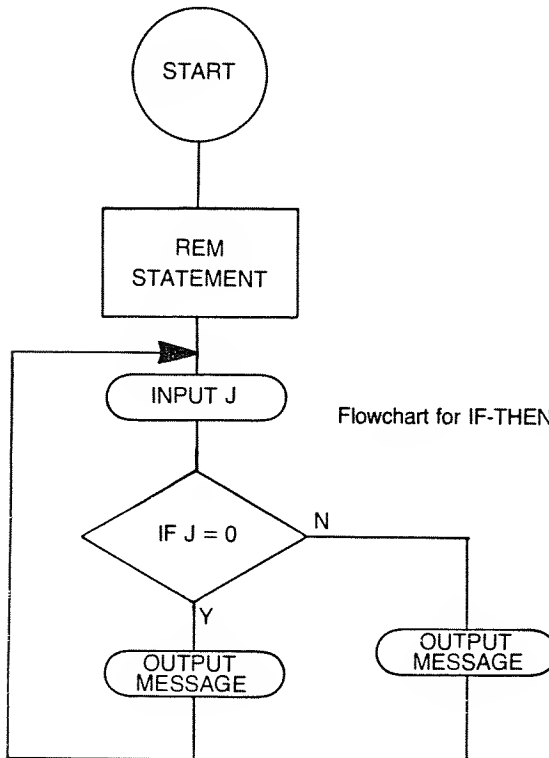 START
REM
STATEMENT
INPUT J
Flowchart for IF-THEN
IF J = 0
N
Y
OUTPUT
MESSAGE
OUTPUT
MESSAGE